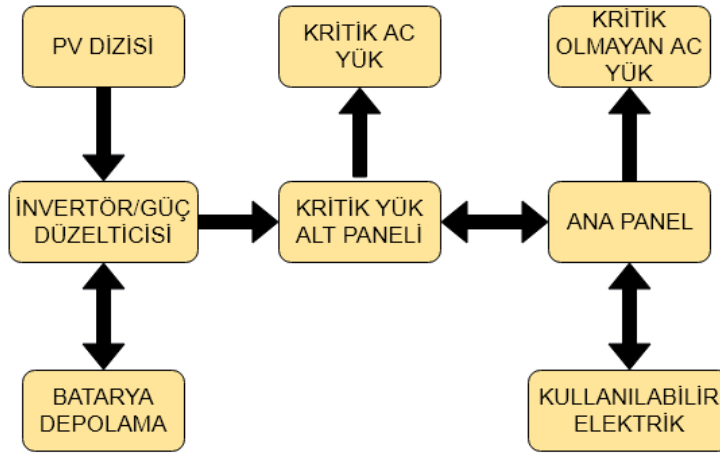 PV DİZİSİ
KRİTİK AC
YÜK
KRİTİK
OLMAYAN AC
YÜK
İNVERTÖR/GÜÇ
DÜZELTİCİSİ
KRİTİK YÜK
ALT PANELİ
ANA PANEL
BATARYA
DEPOLAMA
KULLANILABİLİR
ELEKTRİK